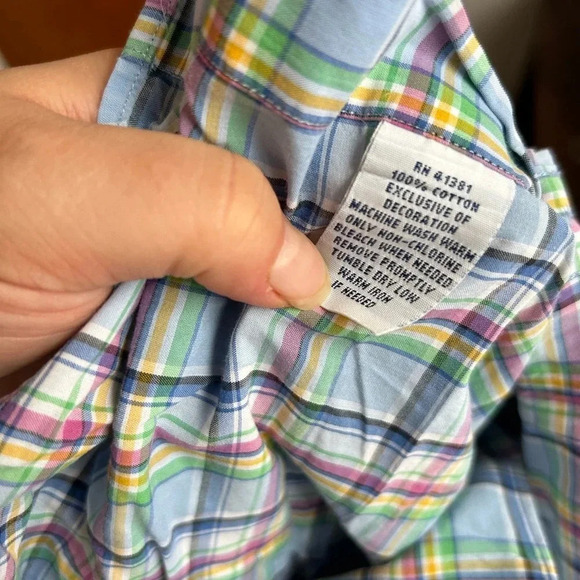 RN 41381
100% COTTON
EXCLUSIVE OF
DECORATION
MACHINE WASH WARM
ONLY NON-CHLORINE
BLEACH WHEN NEEDED
REMOVE PROMPTLY
TUMBLE DRY LOW
WARM IRON
IF NEEDED